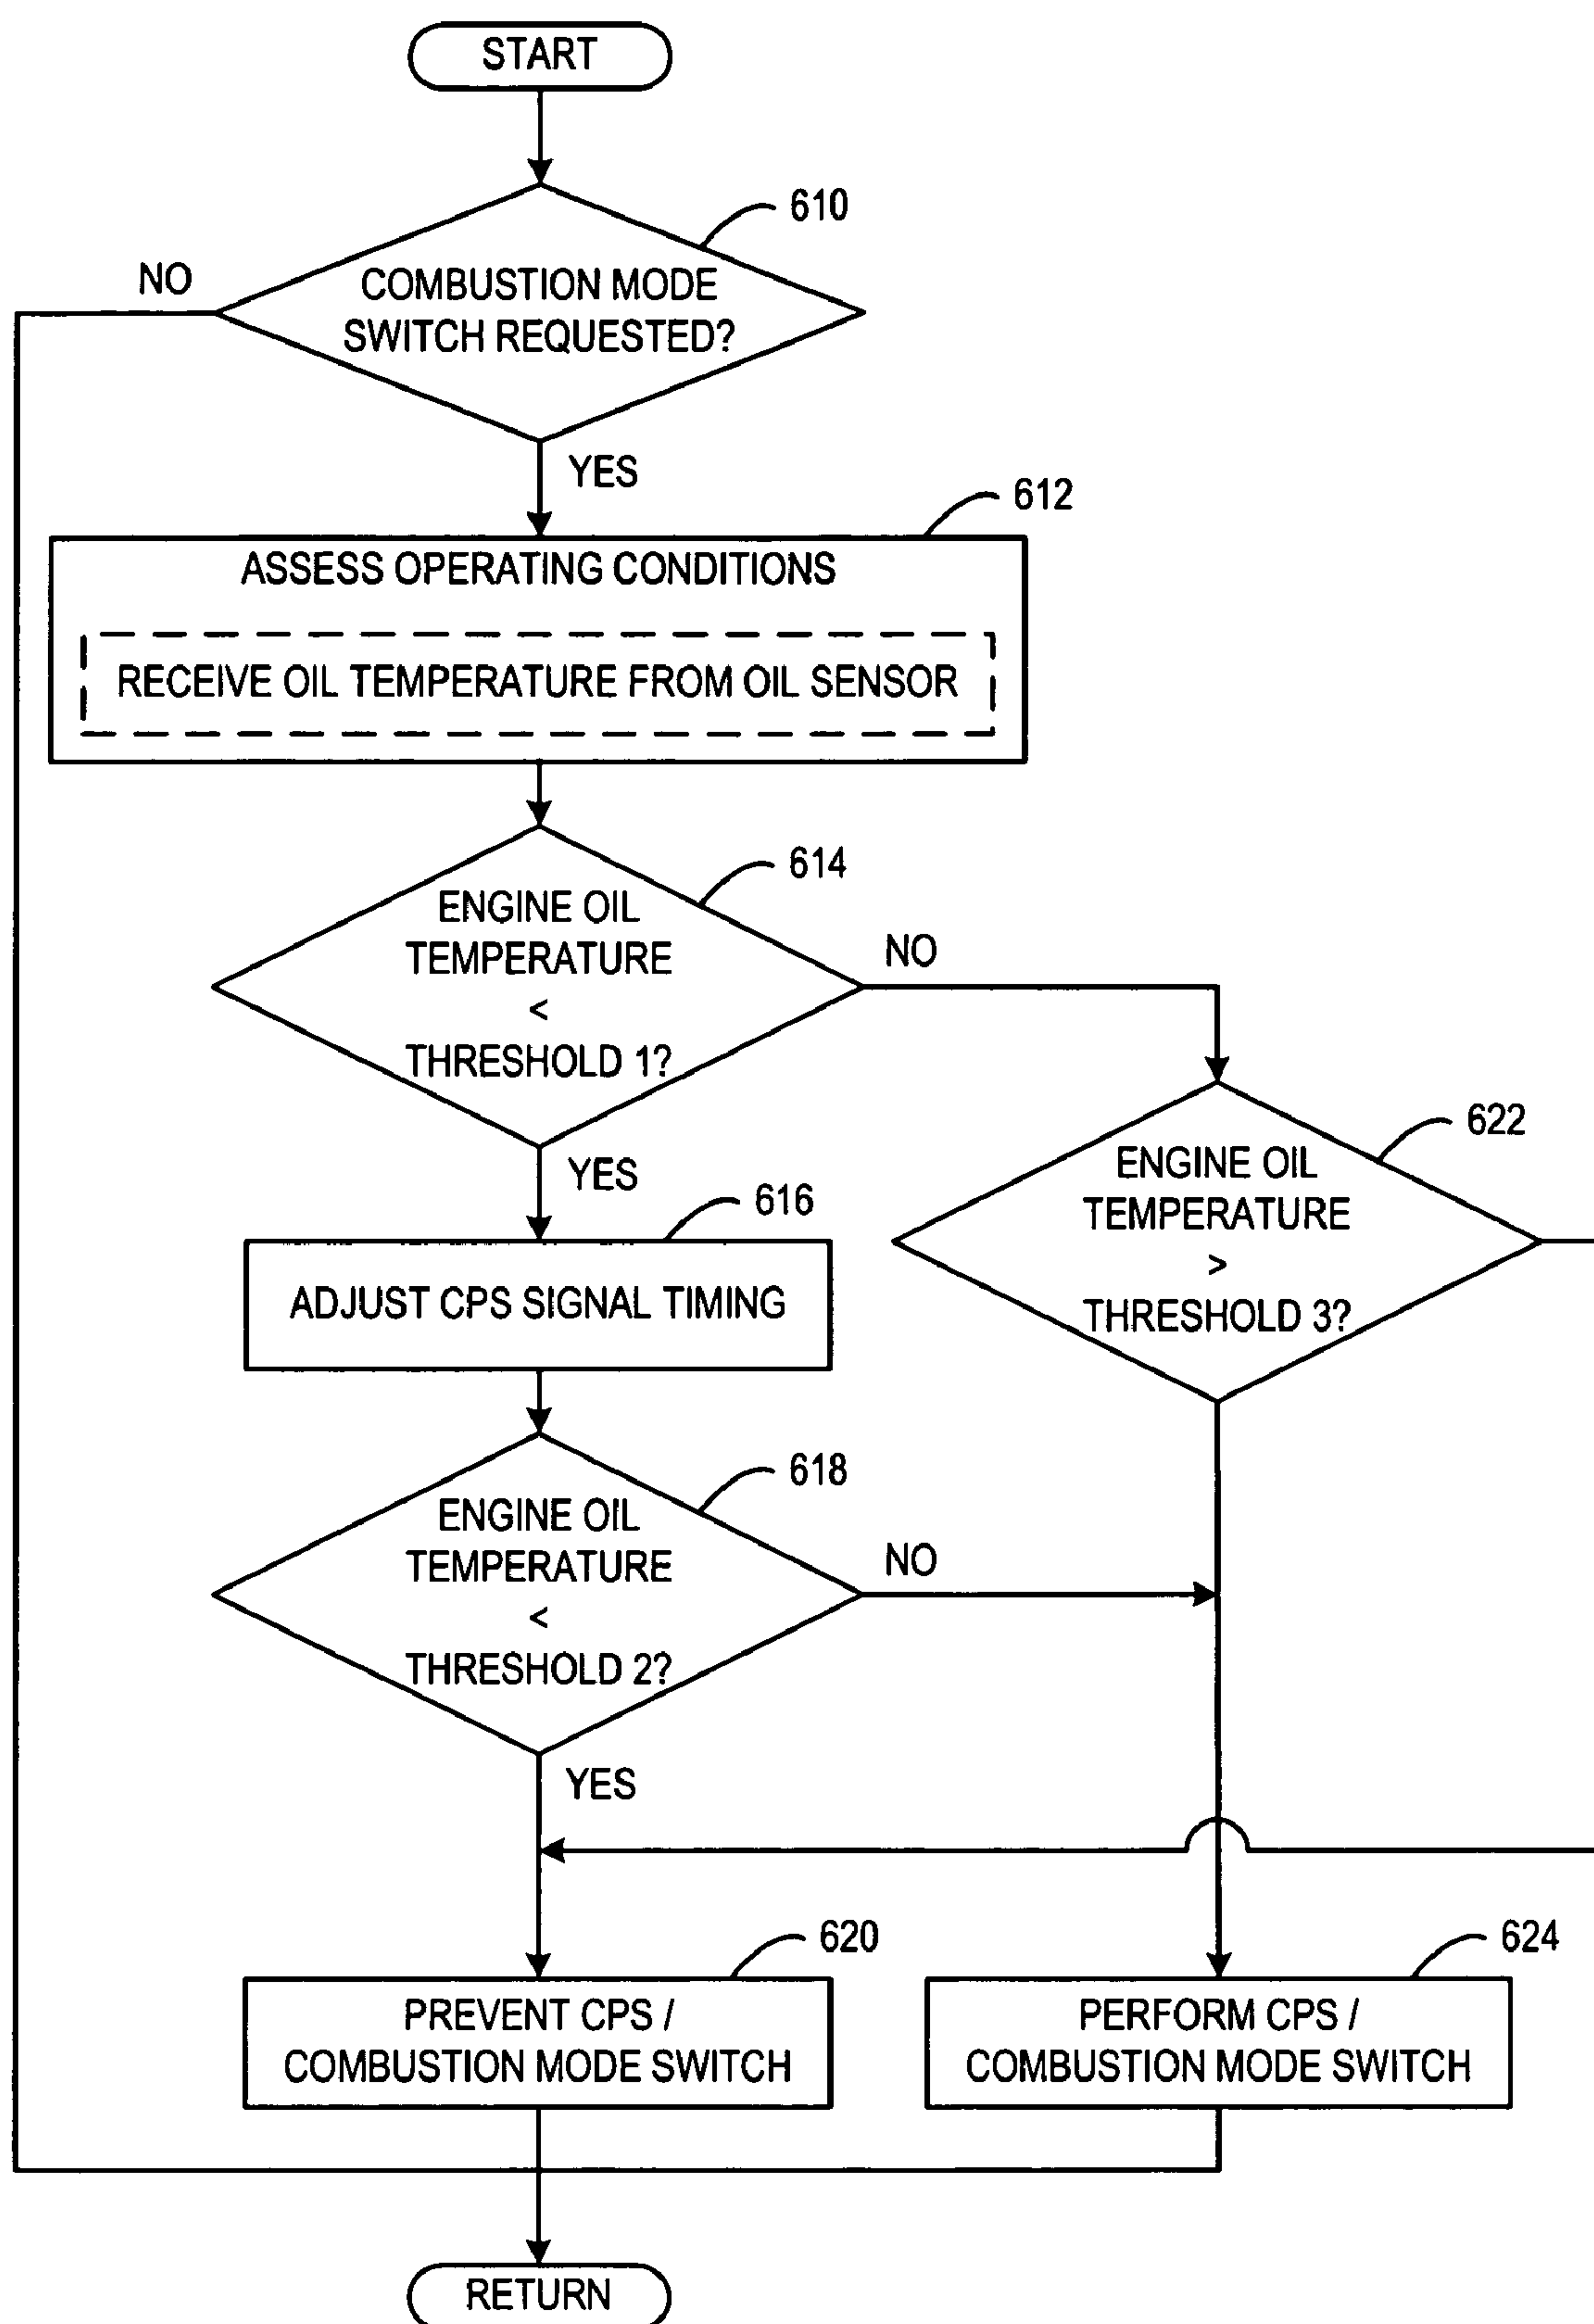 START
610
NO
COMBUSTION MODE
SWITCH REQUESTED?
YES
612
ASSESS OPERATING CONDITIONS
RECEIVE OIL TEMPERATURE FROM OIL SENSOR
614
ENGINE OIL
TEMPERATURE
<
THRESHOLD 1?
NO
YES
622
ENGINE OIL
TEMPERATURE
>
THRESHOLD 3?
616
ADJUST CPS SIGNAL TIMING
618
ENGINE OIL
TEMPERATURE
<
THRESHOLD 2?
NO
YES
620
PREVENT CPS /
COMBUSTION MODE SWITCH
624
PERFORM CPS /
COMBUSTION MODE SWITCH
RETURN